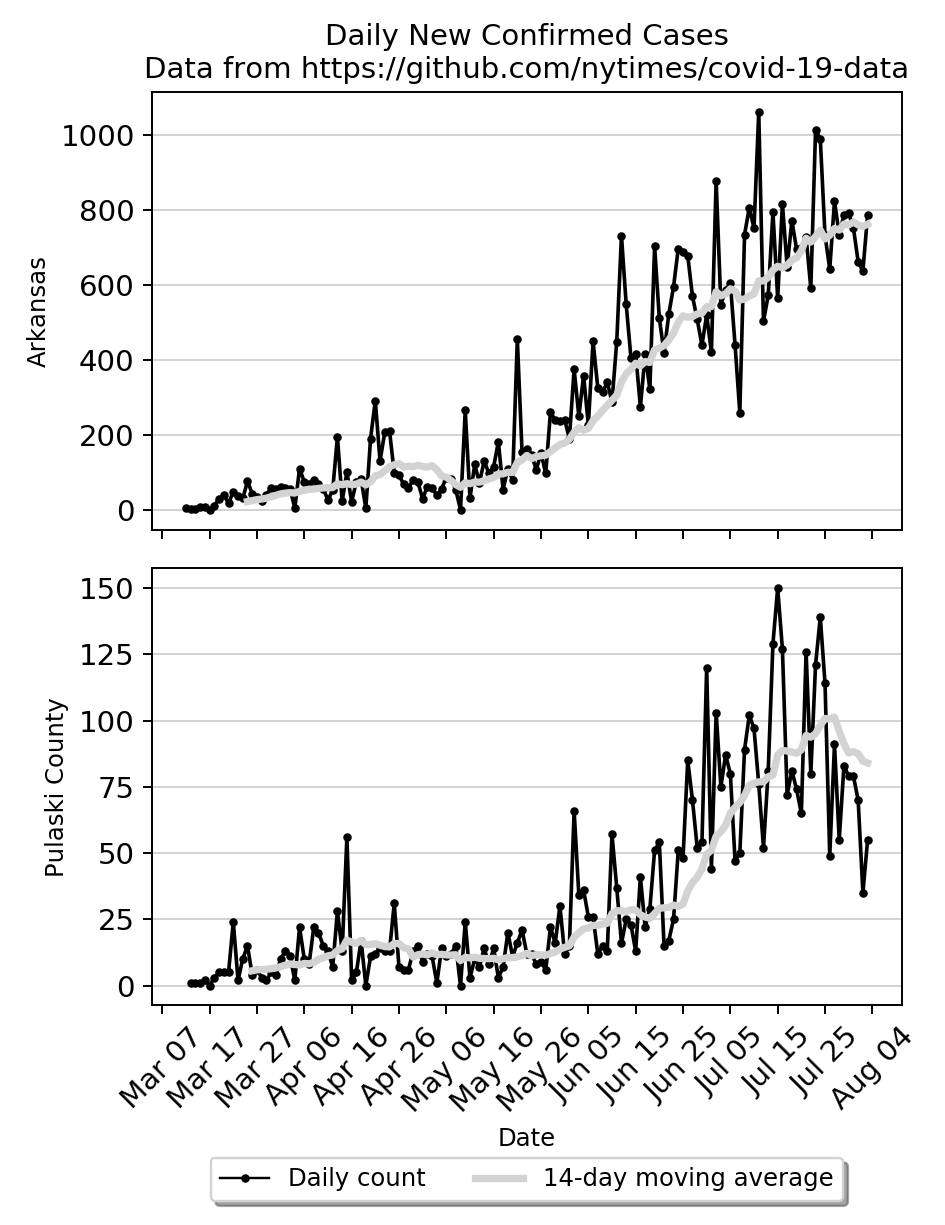 Daily New Confirmed Cases
Data from https://github.com/nytimes/covid-19-data
1000
800
600
400
200
0
Arkansas
150
125
100
75
50
25
0
Pulaski County
Mar 07
Mar 17
Mar 27
Apr 06
Apr 16
Apr 26
May 06
May 16
May 26
Jun 05
Jun 15
Jun 25
Jul 05
Jul 15
Jul 25
Aug 04
Date
Daily count
14-day moving average